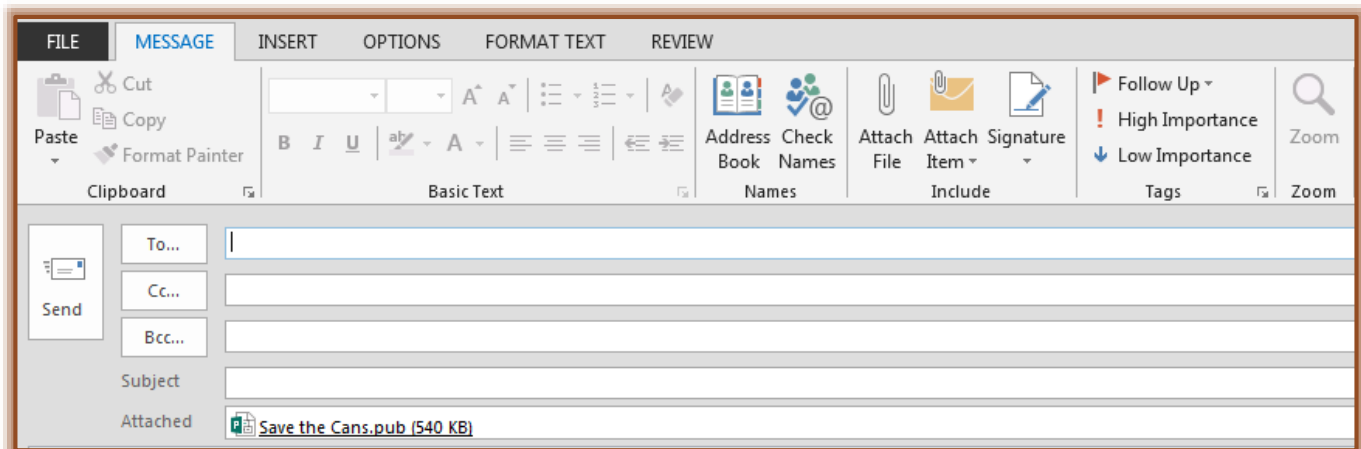 FILE MESSAGE INSERT OPTIONS FORMAT TEXT REVIEW
Paste
Cut
Copy
Format Painter
Clipboard
B I U
Basic Text
Address Book
Check Names
Names
Attach File
Attach Item
Signature
Include
Follow Up
High Importance
Low Importance
Tags
Zoom
Zoom
Send
To...
Cc...
Bcc...
Subject
Attached Save the Cans.pub (540 KB)